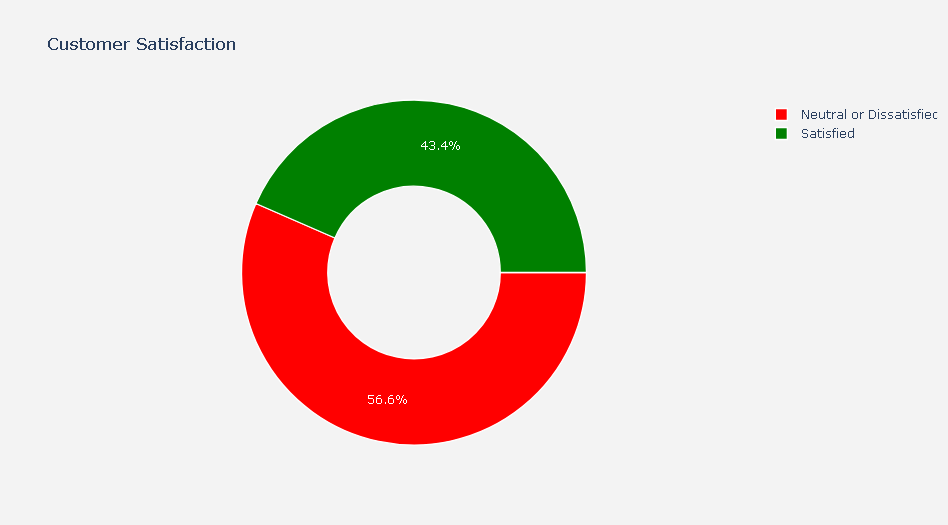 Customer Satisfaction
Neutral or Dissatisfied
Satisfied
43.4%
56.6%